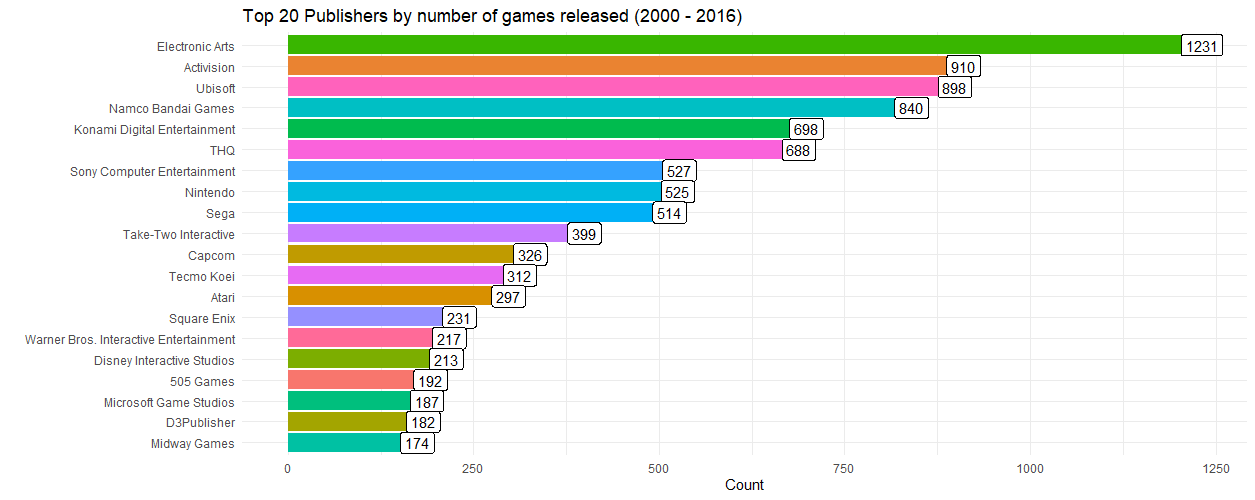 Top 20 Publishers by number of games released (2000 - 2016)
Electronic Arts 1231
Activision 910
Ubisoft 898
Namco Bandai Games 840
Konami Digital Entertainment 698
THQ 688
Sony Computer Entertainment 527
Nintendo 525
Sega 514
Take-Two Interactive 399
Capcom 326
Tecmo Koei 312
Atari 297
Square Enix 231
Warner Bros. Interactive Entertainment 217
Disney Interactive Studios 213
505 Games 192
Microsoft Game Studios 187
D3Publisher 182
Midway Games 174
0 250 500 750 1000 1250
Count